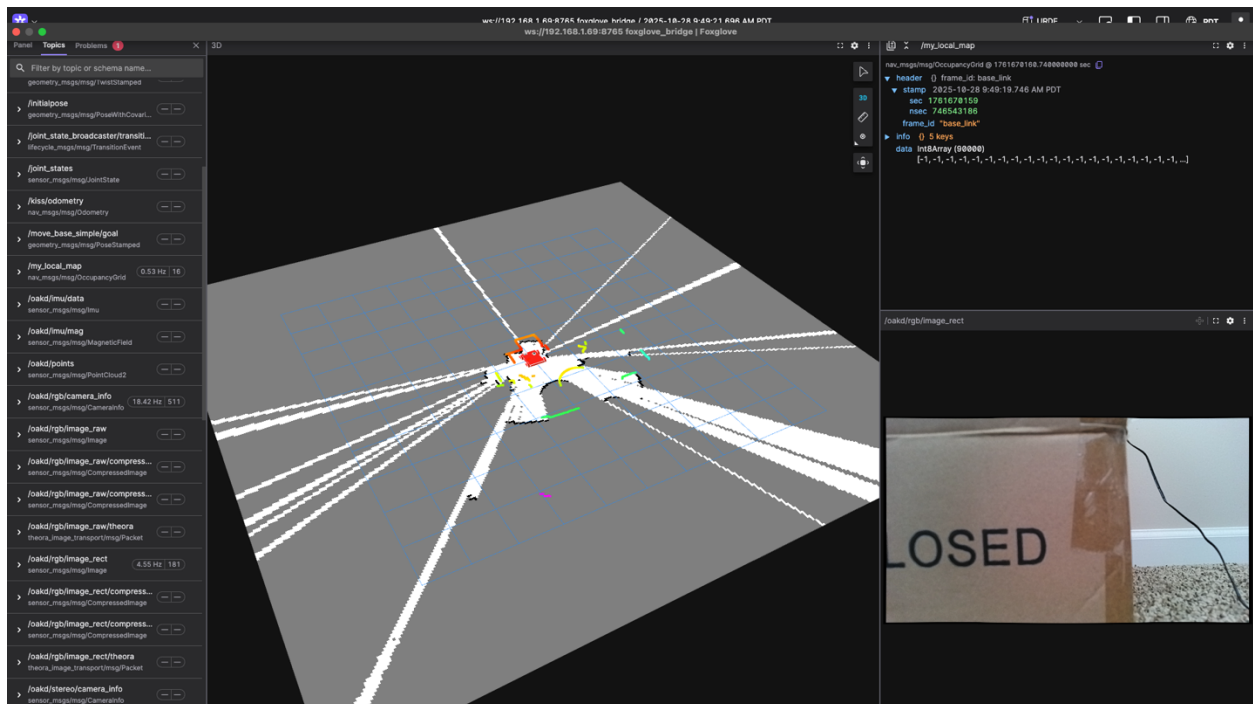 ws://192.168.1.69:8765 foxglove_bridge / 2025-10-28 9:49:21.696 AM PDT
URDF
PDT
ws://192.168.1.69:8765 foxglove_bridge | Foxglove
Panel Topics Problems 1
Filter by topic or schema name...
geometry_msgs/msg/TwistStamped
/initialpose
geometry_msgs/msg/PoseWithCovari...
/joint_state_broadcaster/transiti...
lifecycle_msgs/msg/TransitionEvent
/joint_states
sensor_msgs/msg/JointState
/kiss/odometry
nav_msgs/msg/Odometry
/move_base_simple/goal
geometry_msgs/msg/PoseStamped
/my_local_map
nav_msgs/msg/OccupancyGrid
0.53 Hz 16
/oakd/imu/data
sensor_msgs/msg/Imu
/oakd/imu/mag
sensor_msgs/msg/MagneticField
/oakd/points
sensor_msgs/msg/PointCloud2
/oakd/rgb/camera_info
sensor_msgs/msg/CameraInfo
18.42 Hz 511
/oakd/rgb/image_raw
sensor_msgs/msg/Image
/oakd/rgb/image_raw/compress...
sensor_msgs/msg/CompressedImage
/oakd/rgb/image_raw/compress...
sensor_msgs/msg/CompressedImage
/oakd/rgb/image_raw/theora
theora_image_transport/msg/Packet
/oakd/rgb/image_rect
sensor_msgs/msg/Image
4.55 Hz 181
/oakd/rgb/image_rect/compress...
sensor_msgs/msg/CompressedImage
/oakd/rgb/image_rect/compress...
sensor_msgs/msg/CompressedImage
/oakd/rgb/image_rect/theora
theora_image_transport/msg/Packet
/oakd/stereo/camera_info
sensor_msgs/msg/CameraInfo
3D
3D
/my_local_map
nav_msgs/msg/OccupancyGrid @ 1761670160.740000000 sec
header {} frame_id: base_link
stamp 2025-10-28 9:49:19.746 AM PDT
sec 1761670159
nsec 746543186
frame_id "base_link"
info {} 5 keys
data Int8Array (90000)
[-1, -1, -1, -1, -1, -1, -1, -1, -1, -1, -1, -1, -1, -1, -1, -1, -1, -1, -1, -1, ...]
/oakd/rgb/image_rect
LOSED